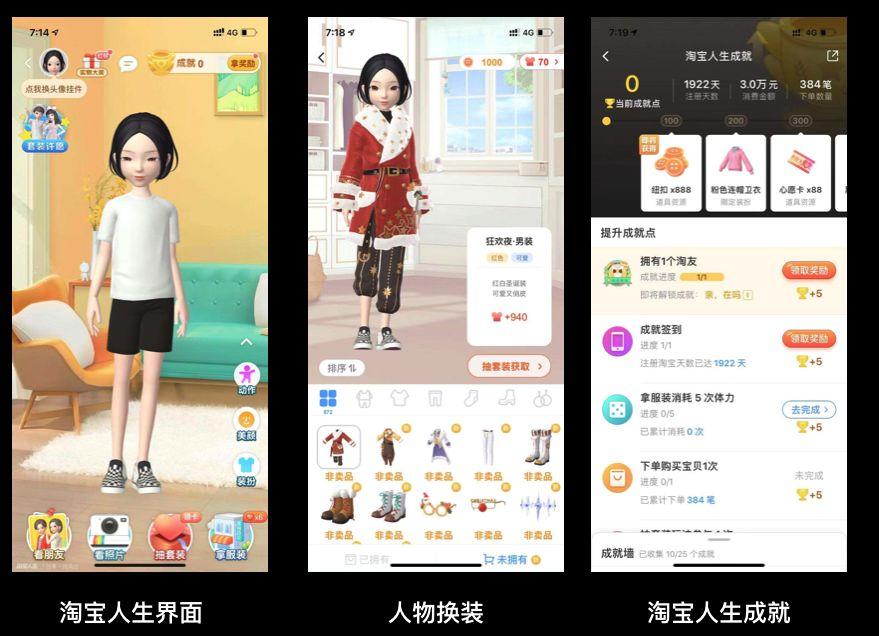 7:14
4G
成就 0
拿奖励
实物大奖
点我换头像挂件
套装许愿
动作
美颜
装扮
领卡
x6
看朋友
看照片
抽套装
拿服装
淘宝人生界面
7:18
4G
1000
70
狂欢夜·男装
红色
可爱
红白圣诞装
可爱又俏皮
+940
排序
抽套装获取
872
非卖品
非卖品
非卖品
非卖品
非卖品
非卖品
非卖品
非卖品
非卖品
非卖品
已拥有
未拥有
人物换装
7:19
4G
淘宝人生成就
0
当前成就点
1922天
注册天数
3.0万元
消费金额
384笔
下单数量
100
200
300
即将获得
纽扣 x888
道具资源
粉色连帽卫衣
限定装扮
心愿卡 x88
道具资源
提升成就点
拥有1个淘友
成就进度 1/1
即将解锁成就： 亲，在吗
领取奖励
+5
成就签到
进度 1/1
注册淘宝天数已达 1922 天
领取奖励
+5
拿服装消耗 5 次体力
进度 0/5
已累计消耗 0 次
去完成
+5
下单购买宝贝1次
进度 0/1
已累计下单 384 笔
未完成
+5
成就墙 已收集 10/25 个成就
淘宝人生成就